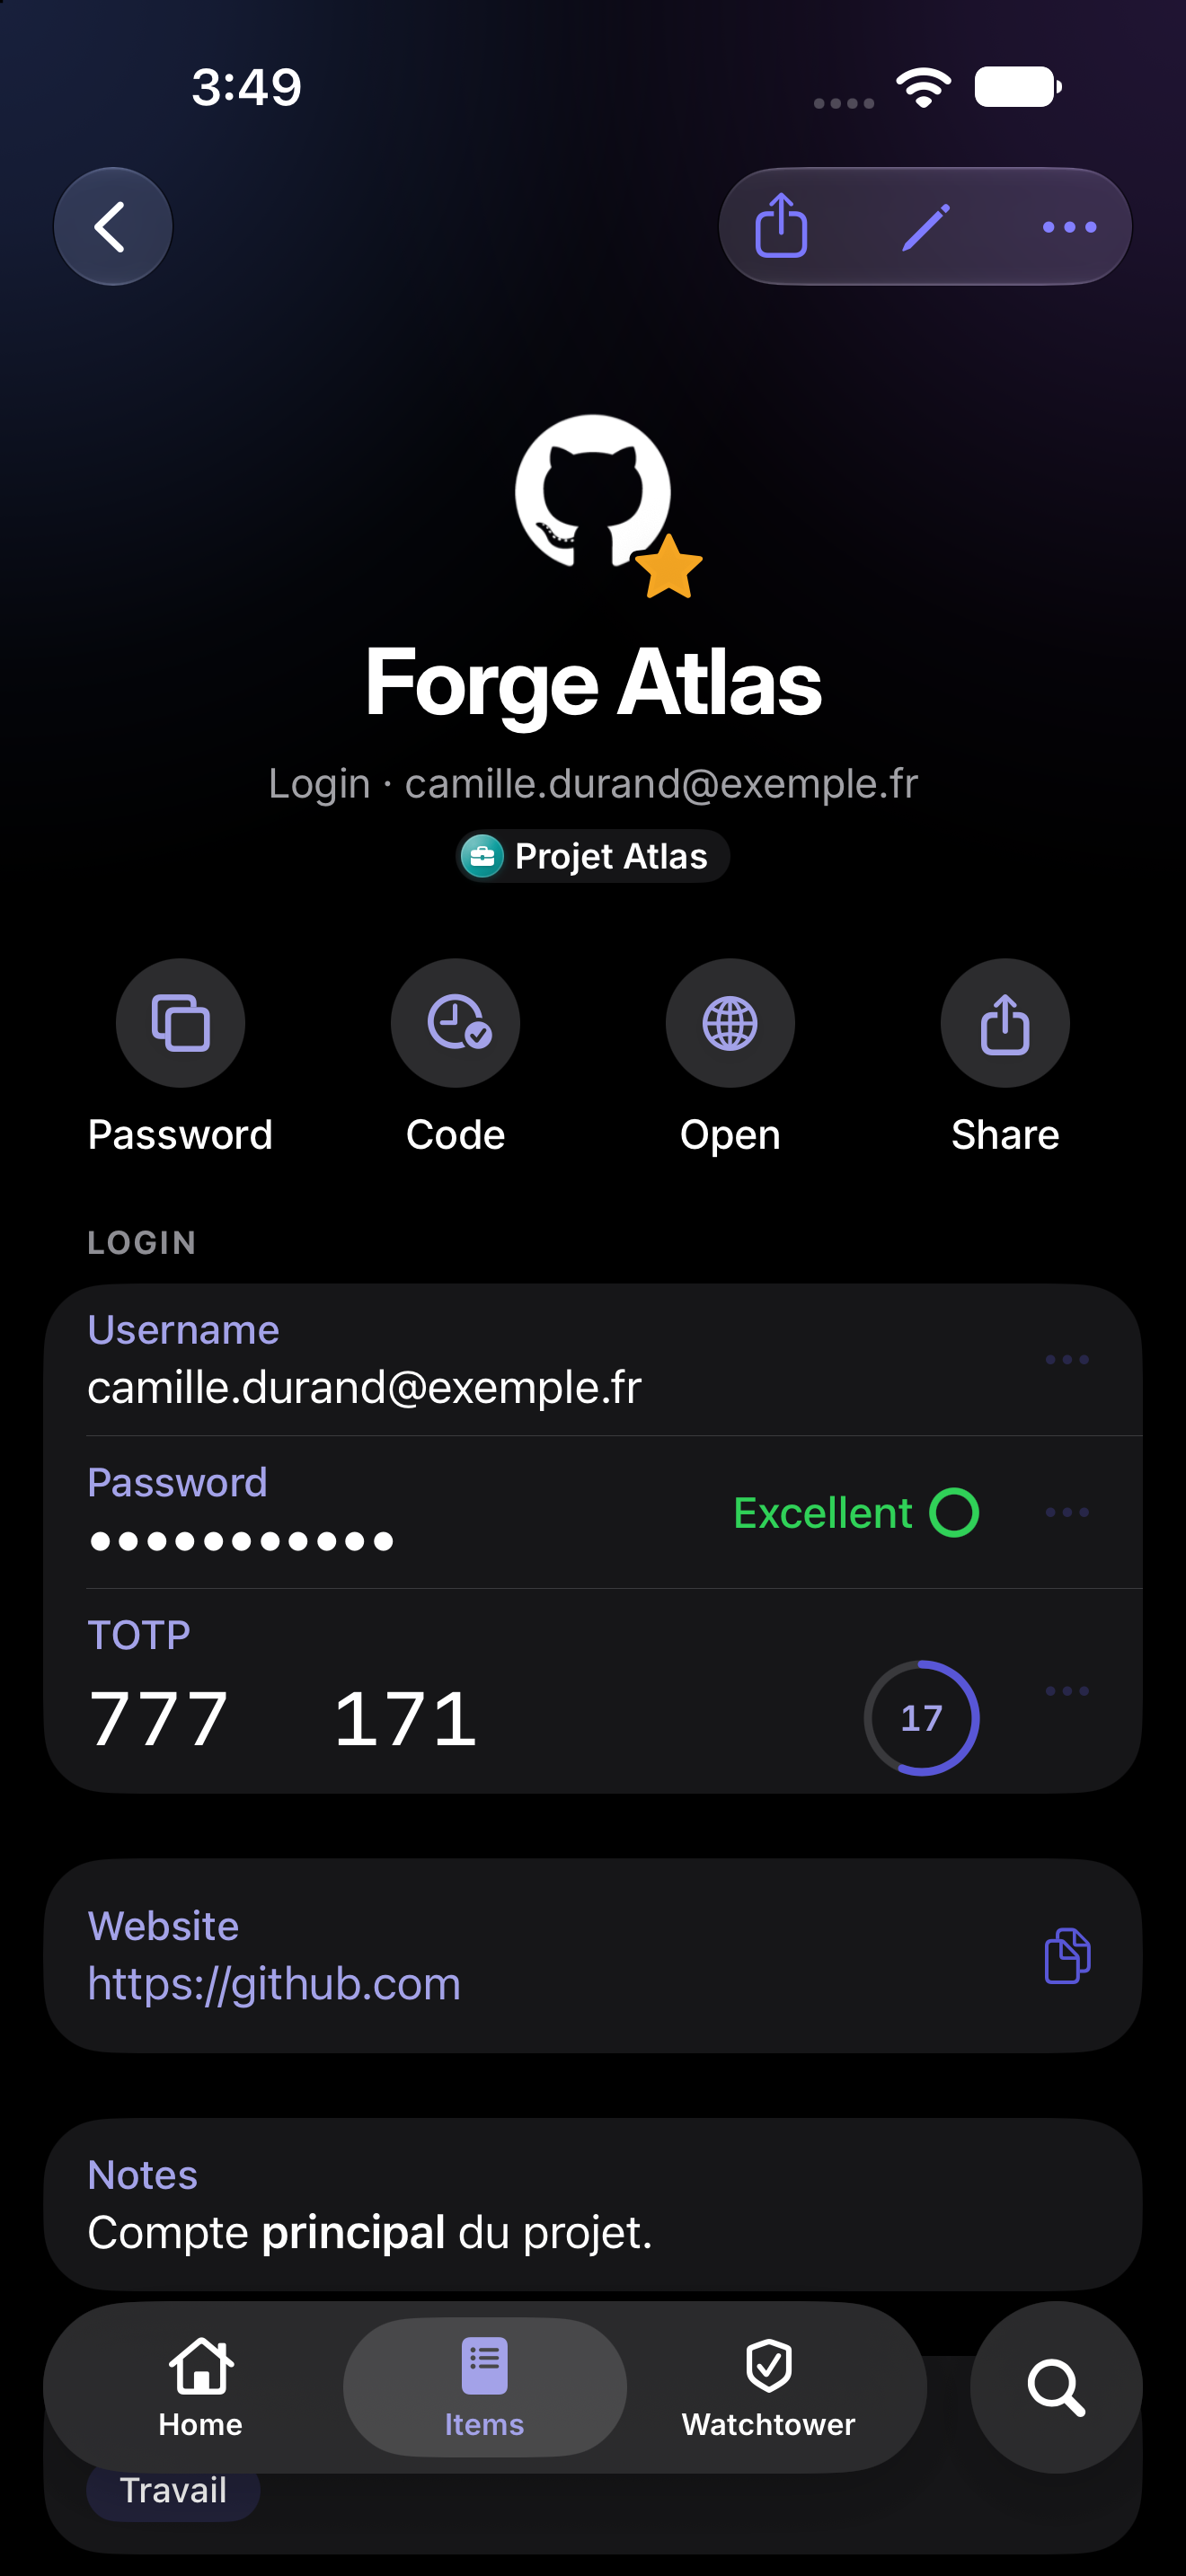 3:49
Forge Atlas
Login · camille.durand@exemple.fr
Projet Atlas
Password
Code
Open
Share
LOGIN
Username
camille.durand@exemple.fr
Password
Excellent
TOTP
777 171
17
Website
https://github.com
Notes
Compte principal du projet.
Home
Items
Watchtower
Travail